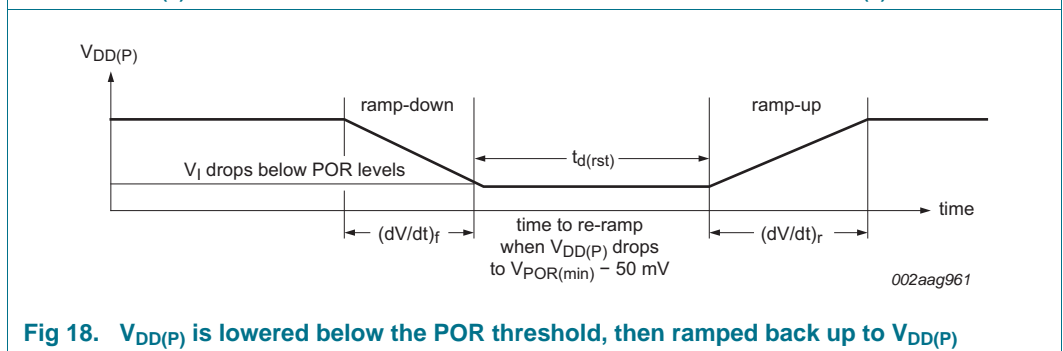 V_DD(P)
ramp-down
ramp-up
t_d(rst)
V_I drops below POR levels
time
(dV/dt)_f
time to re-ramp
when V_DD(P) drops
to V_POR(min) − 50 mV
(dV/dt)_r
002aag961
Fig 18. V_DD(P) is lowered below the POR threshold, then ramped back up to V_DD(P)